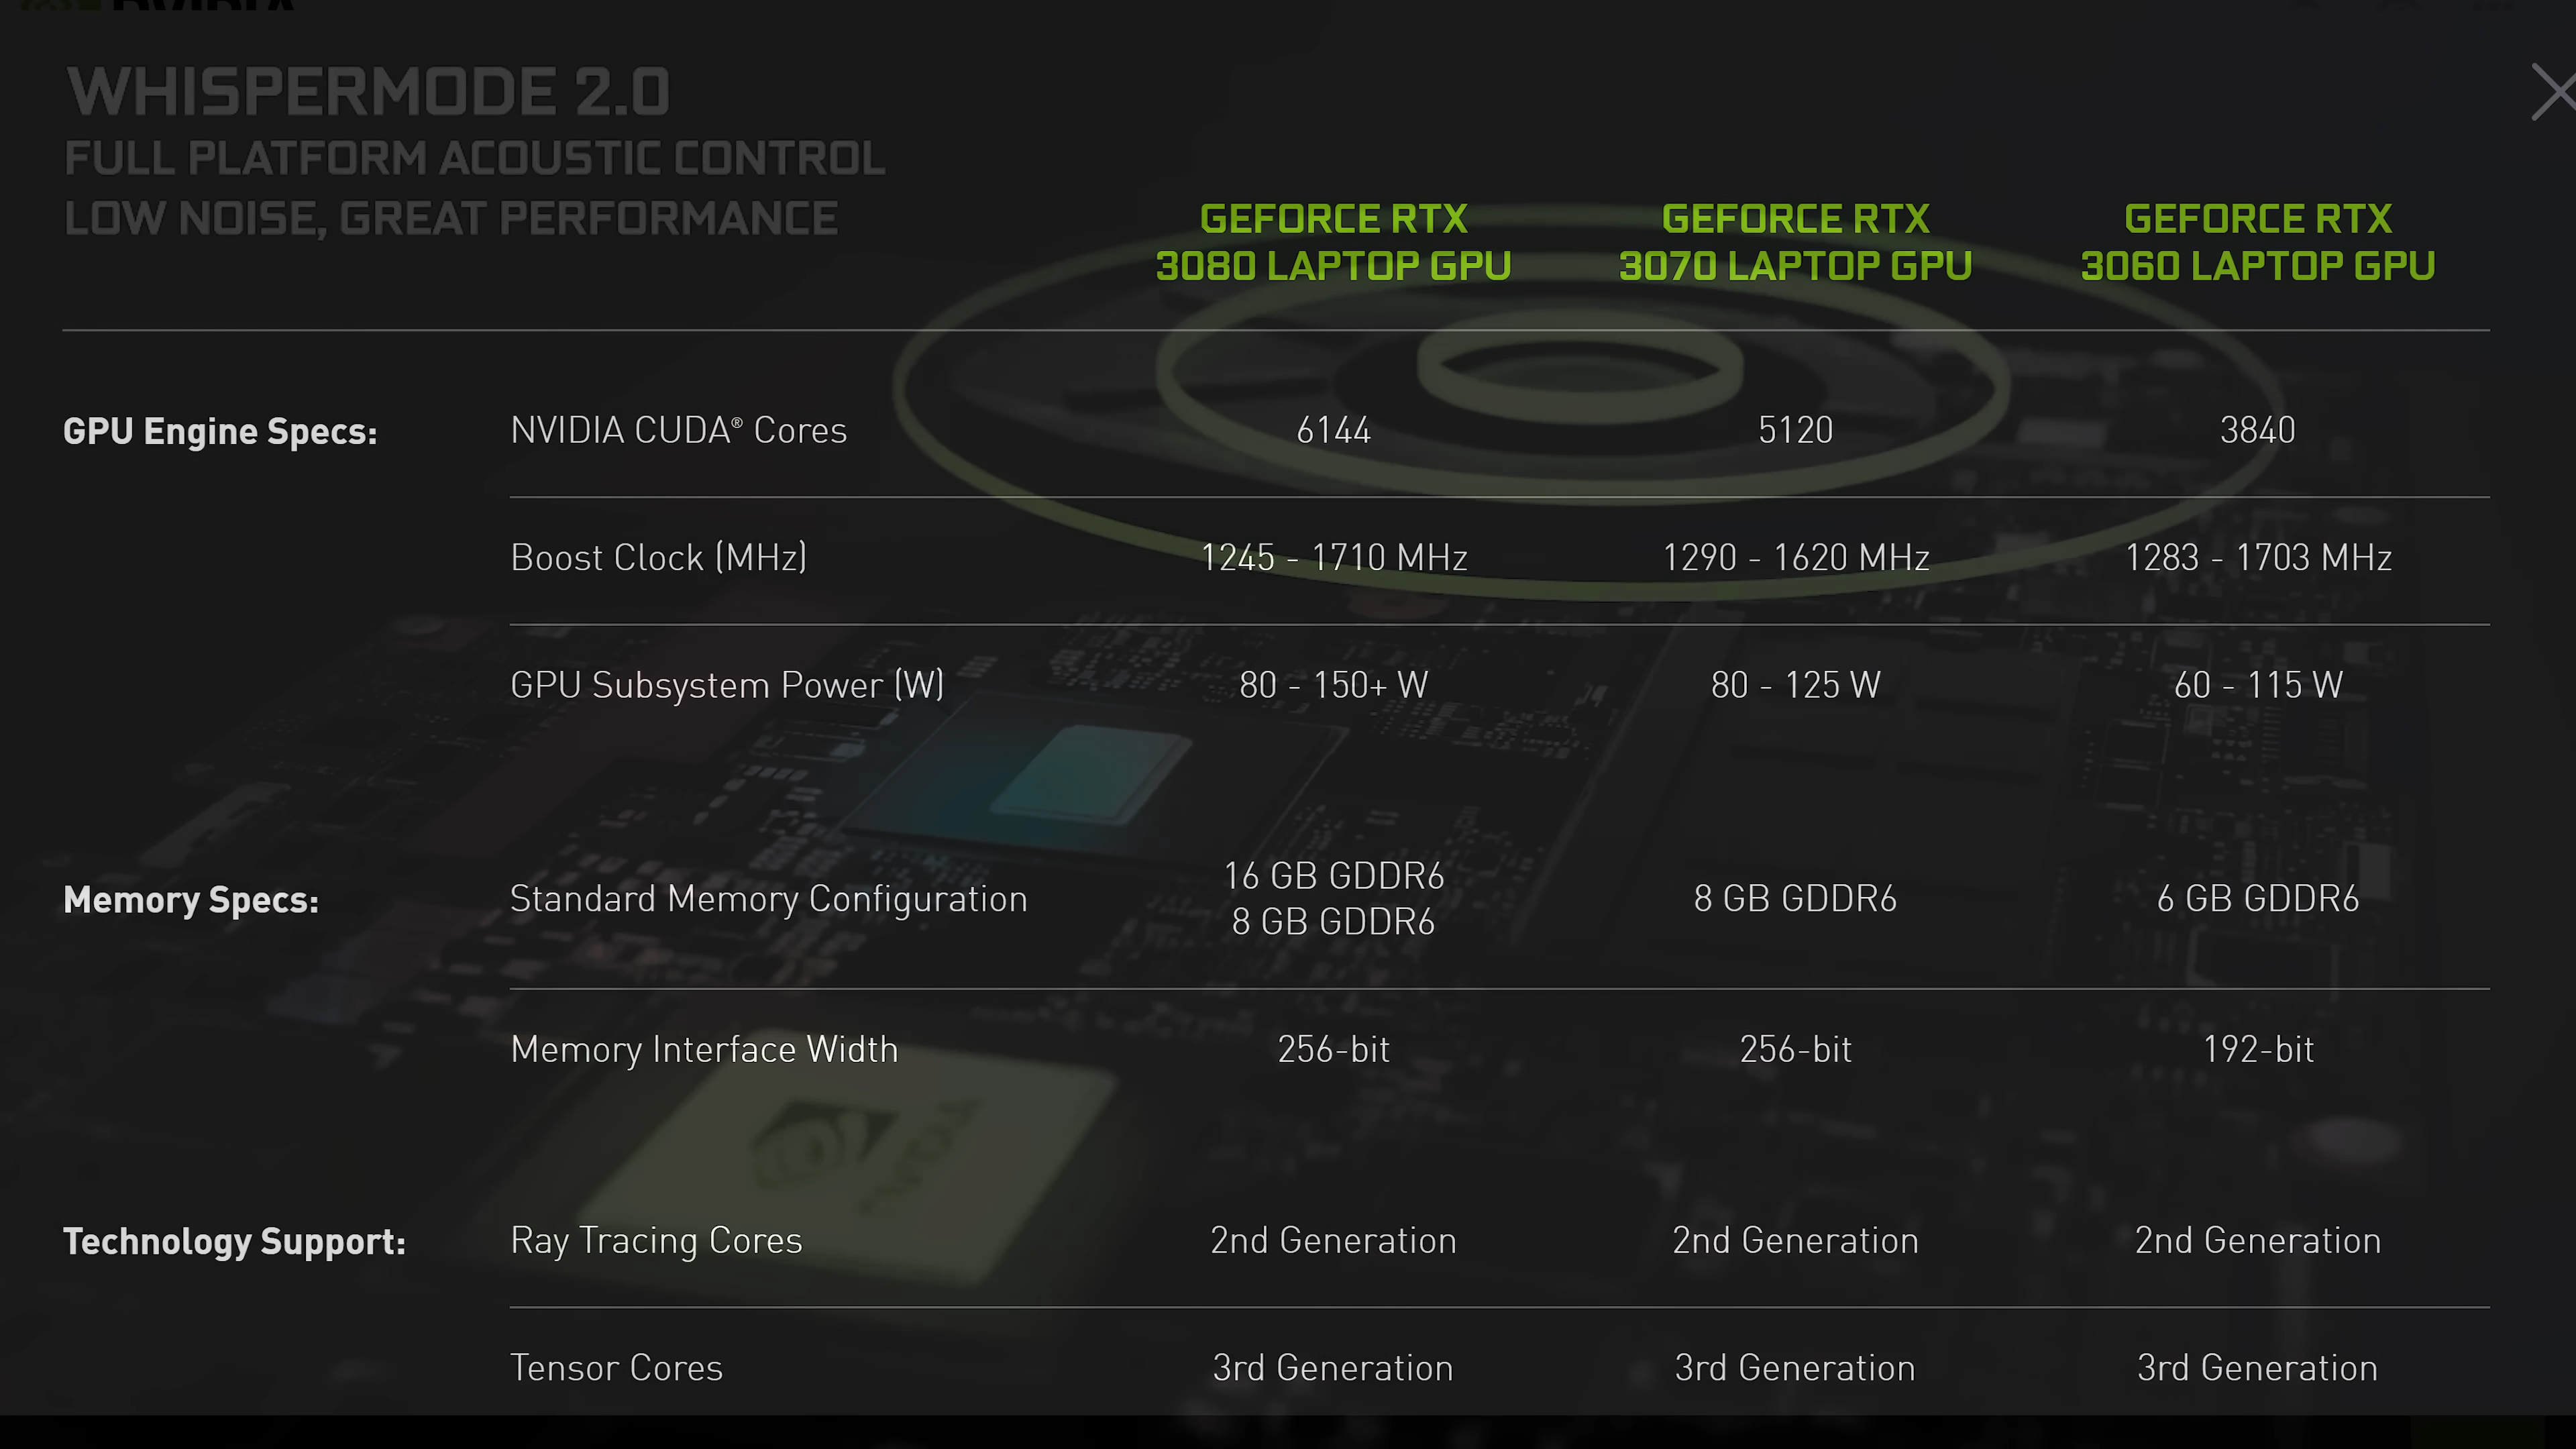 NVIDIA
WHISPERMODE 2.0
FULL PLATFORM ACOUSTIC CONTROL
LOW NOISE, GREAT PERFORMANCE
GEFORCE RTX 3080 LAPTOP GPU
GEFORCE RTX 3070 LAPTOP GPU
GEFORCE RTX 3060 LAPTOP GPU
GPU Engine Specs: NVIDIA CUDA® Cores 6144 5120 3840
Boost Clock (MHz) 1245 - 1710 MHz 1290 - 1620 MHz 1283 - 1703 MHz
GPU Subsystem Power (W) 80 - 150+ W 80 - 125 W 60 - 115 W
Memory Specs: Standard Memory Configuration 16 GB GDDR6 8 GB GDDR6 8 GB GDDR6 6 GB GDDR6
Memory Interface Width 256-bit 256-bit 192-bit
Technology Support: Ray Tracing Cores 2nd Generation 2nd Generation 2nd Generation
Tensor Cores 3rd Generation 3rd Generation 3rd Generation